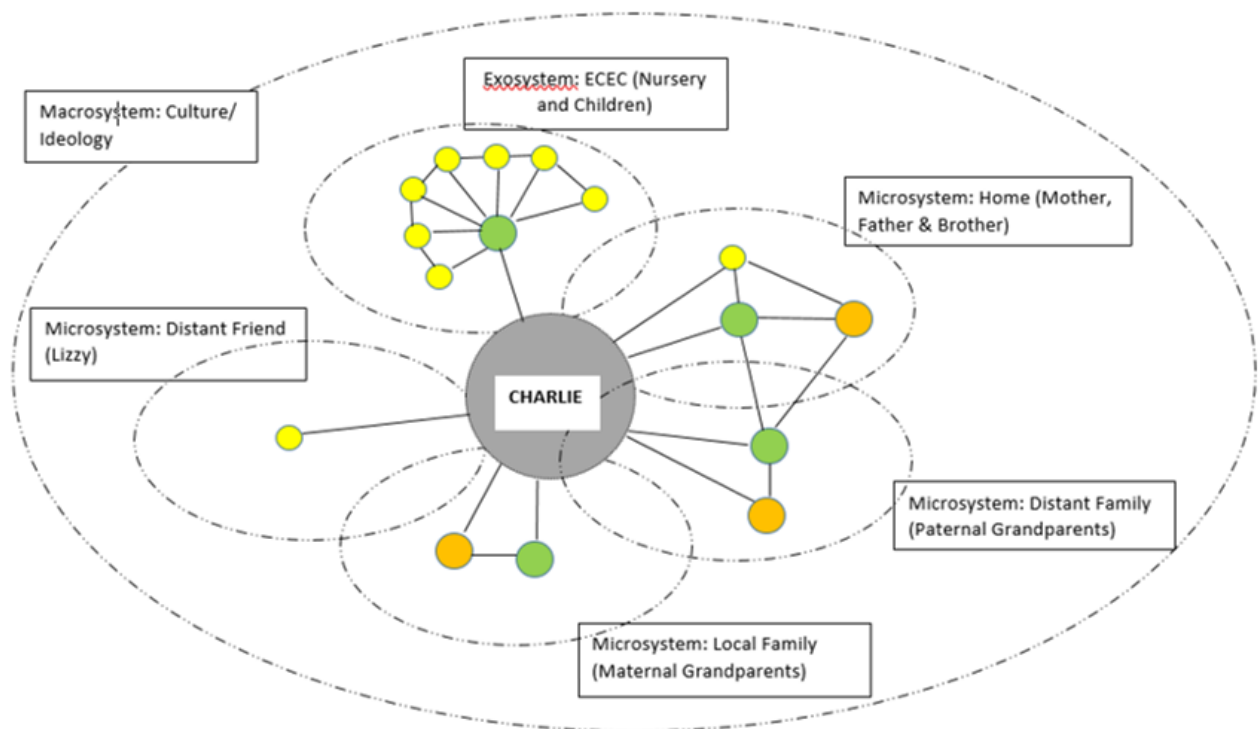 Exosystem: ECEC (Nursery
and Children)
Macrosystem: Culture/
Ideology
Microsystem: Home (Mother,
Father & Brother)
Microsystem: Distant Friend
(Lizzy)
CHARLIE
Microsystem: Distant Family
(Paternal Grandparents)
Microsystem: Local Family
(Maternal Grandparents)